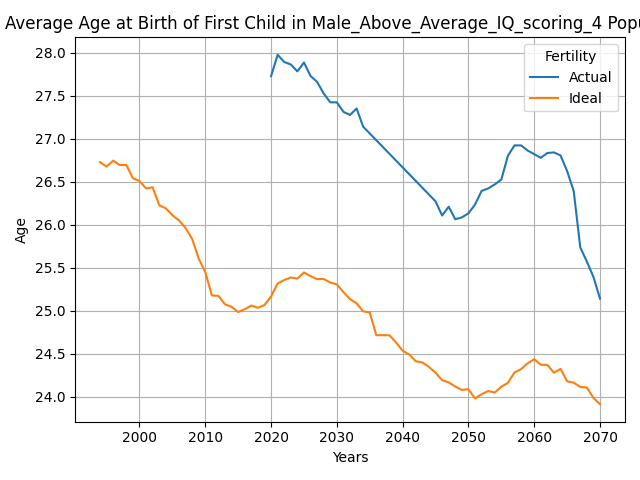 Average Age at Birth of First Child in Male_Above_Average_IQ_scoring_4 Popu
Fertility
Actual
Ideal
28.0
27.5
27.0
26.5
26.0
25.5
25.0
24.5
24.0
Age
2000 2010 2020 2030 2040 2050 2060 2070
Years